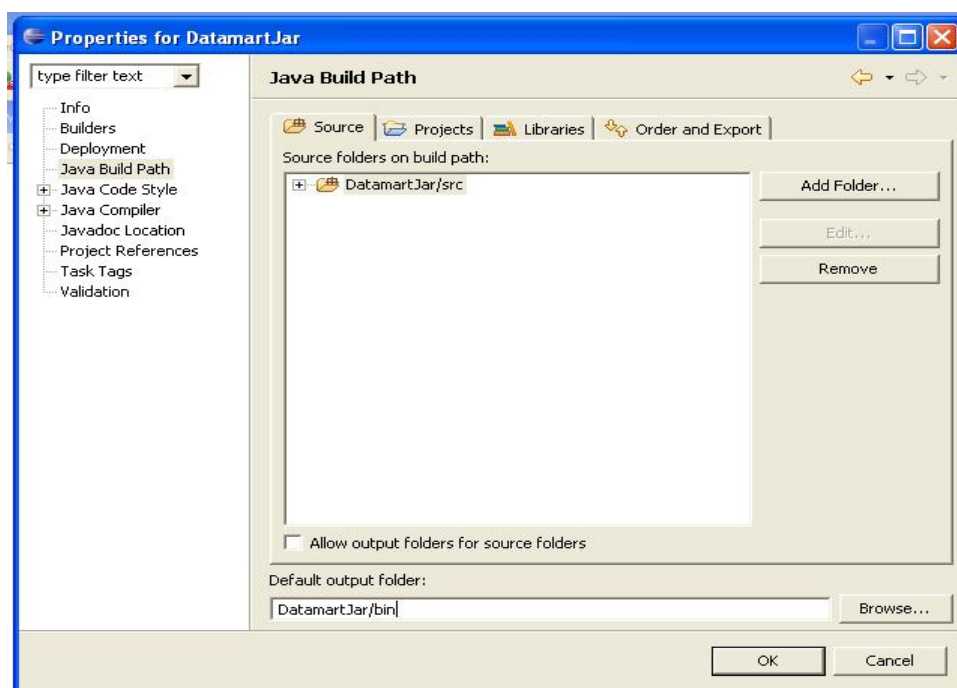 Properties for DatamartJar
type filter text
Info
Builders
Deployment
Java Build Path
Java Code Style
Java Compiler
Javadoc Location
Project References
Task Tags
Validation
Java Build Path
Source Projects Libraries Order and Export
Source folders on build path:
DatamartJar/src
Add Folder...
Edit...
Remove
Allow output folders for source folders
Default output folder:
DatamartJar/bin
Browse...
OK Cancel